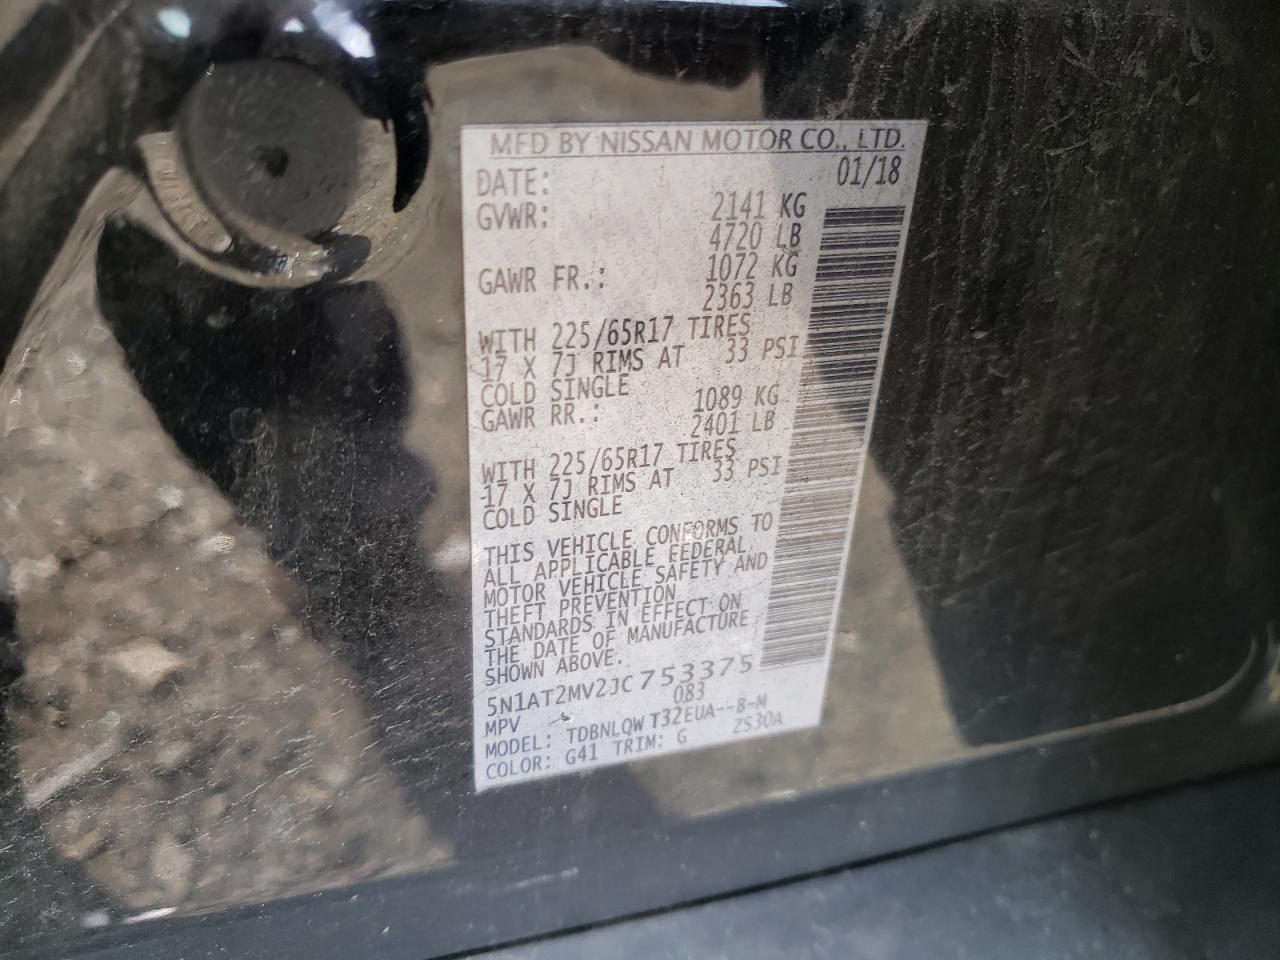 MFD BY NISSAN MOTOR CO., LTD.
DATE: 01/18
GVWR: 2141 KG
4720 LB
GAWR FR.: 1072 KG
2363 LB
WITH 225/65R17 TIRES
17 X 7J RIMS AT 33 PSI
COLD SINGLE
GAWR RR.: 1089 KG
2401 LB
WITH 225/65R17 TIRES
17 X 7J RIMS AT 33 PSI
COLD SINGLE
THIS VEHICLE CONFORMS TO
ALL APPLICABLE FEDERAL
MOTOR VEHICLE SAFETY AND
THEFT PREVENTION
STANDARDS IN EFFECT ON
THE DATE OF MANUFACTURE
SHOWN ABOVE.
5N1AT2MV2JC753375
MPV 083
MODEL: TDBNLQWT32EUA--B-M
COLOR: G41 TRIM: G ZS30A